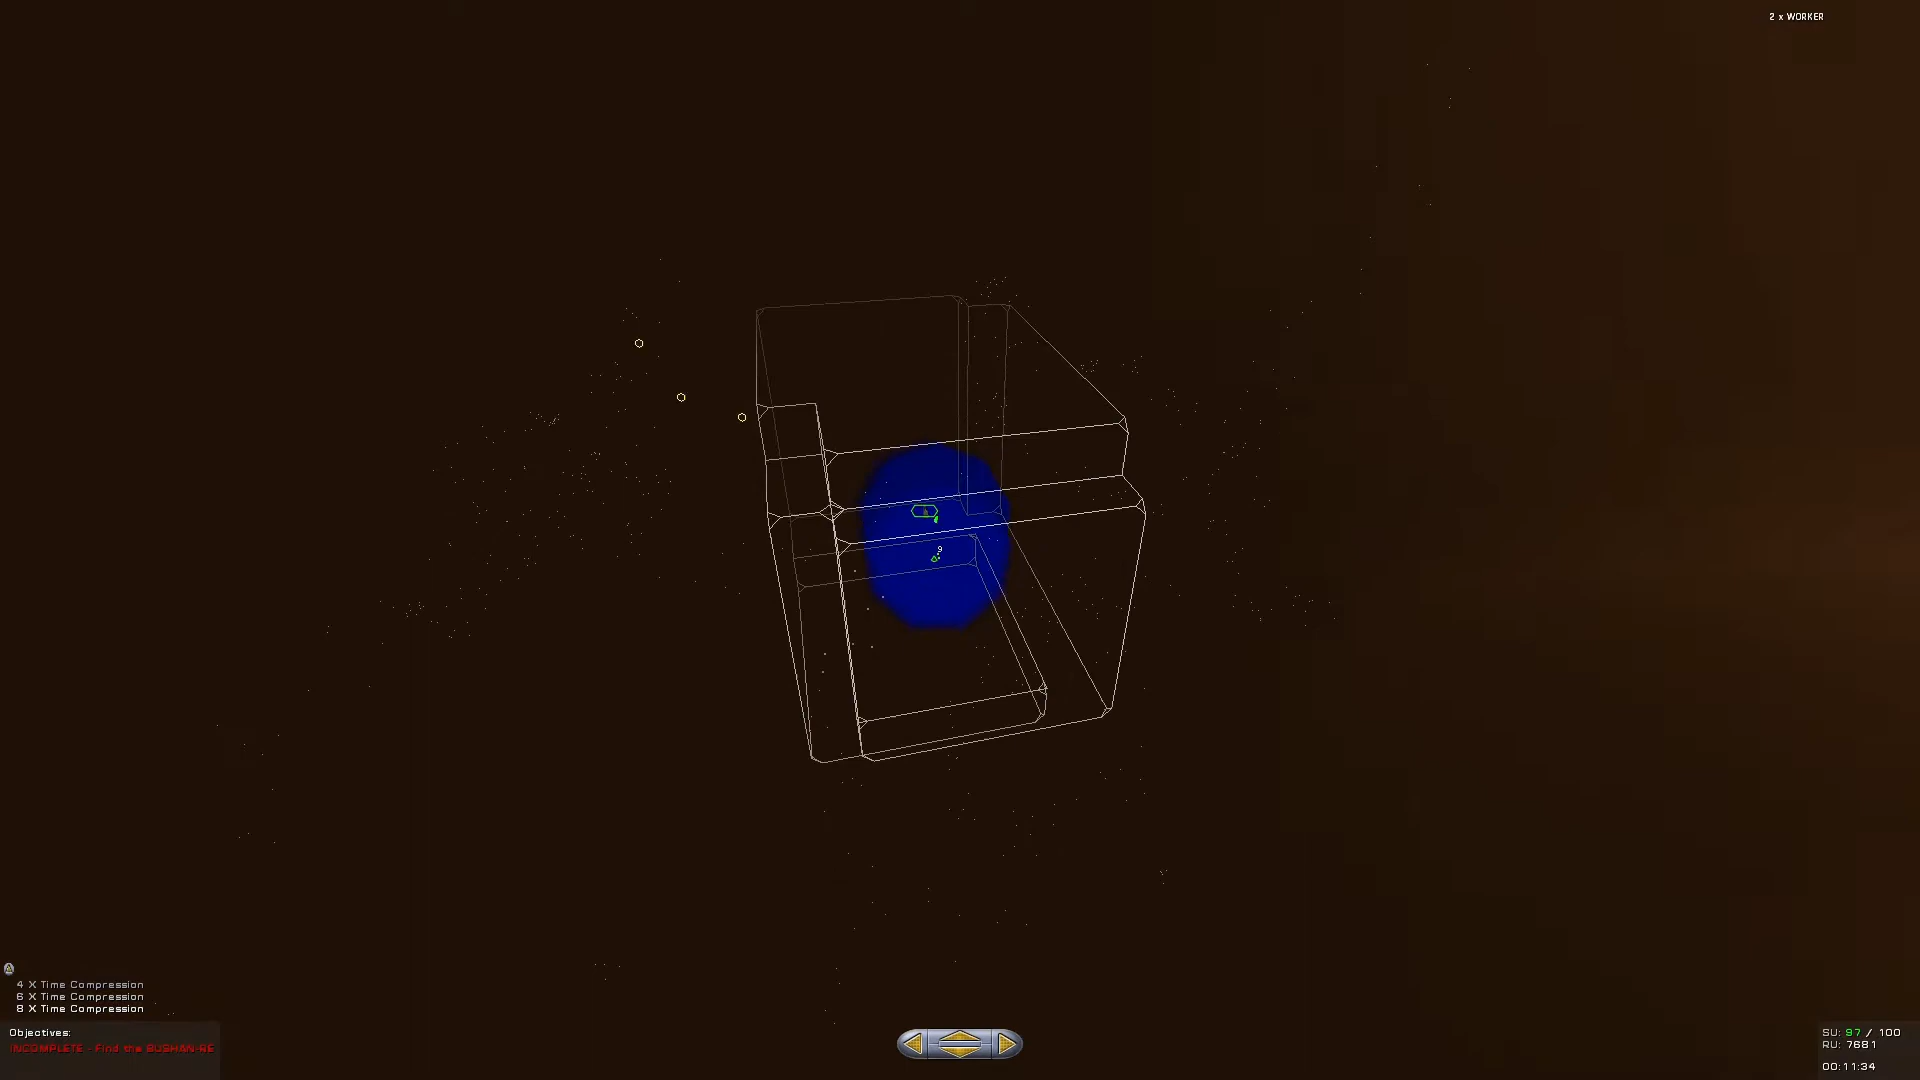 2 x WORKER
9
4 X Time Compression
6 X Time Compression
8 X Time Compression
Objectives:
INCOMPLETE - Find the BUSHAN-RE
SU: 97 / 100
RU: 7681
00:11:34